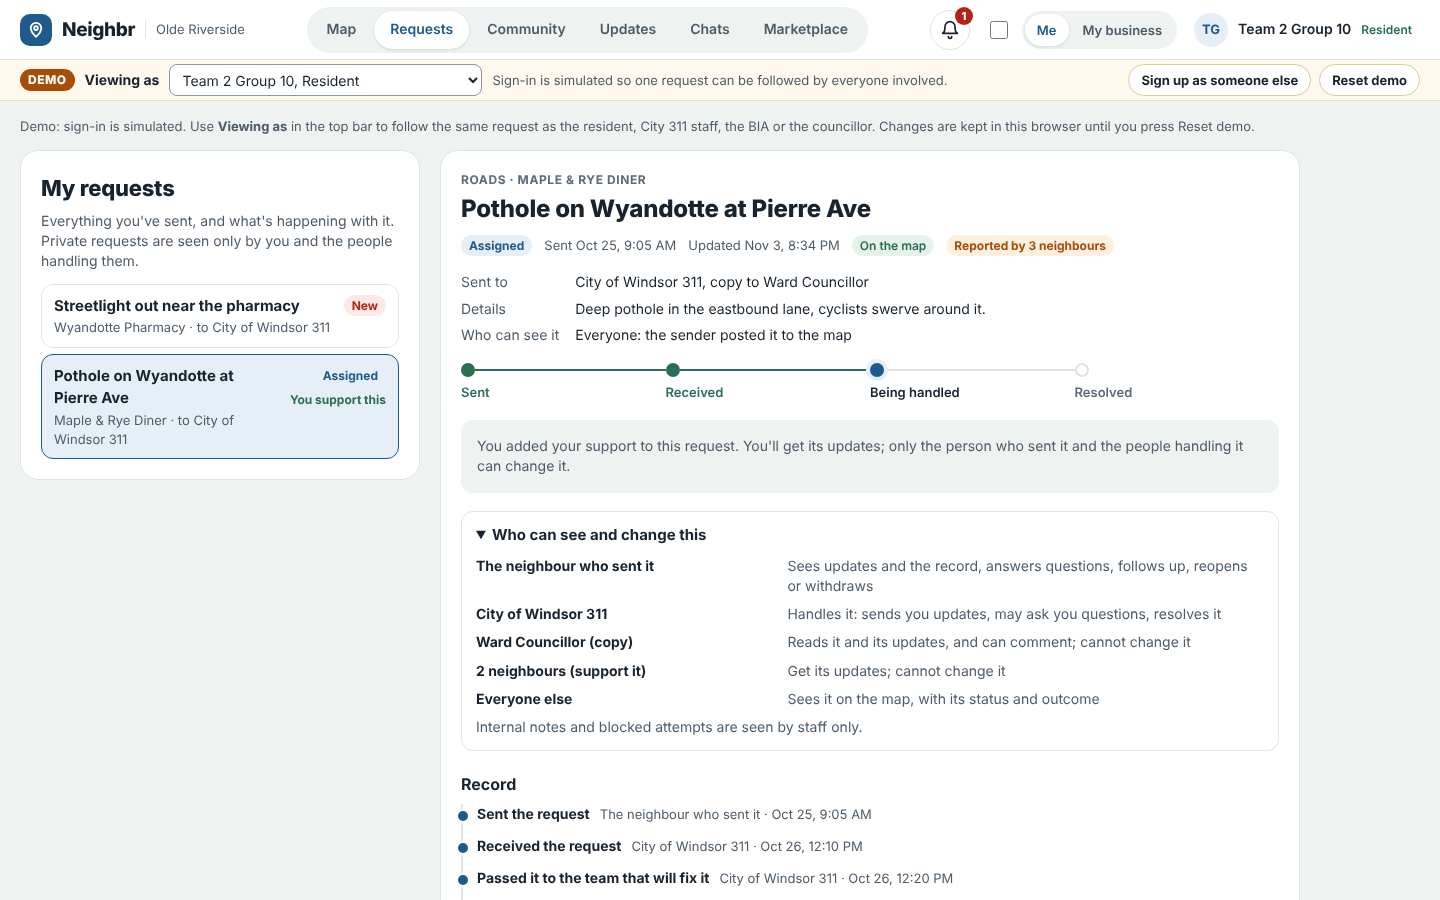 Neighbr
Olde Riverside
Map
Requests
Community
Updates
Chats
Marketplace
1
Me
My business
TG
Team 2 Group 10
Resident
DEMO
Viewing as
Team 2 Group 10, Resident
Sign-in is simulated so one request can be followed by everyone involved.
Sign up as someone else
Reset demo
Demo: sign-in is simulated. Use Viewing as in the top bar to follow the same request as the resident, City 311 staff, the BIA or the councillor. Changes are kept in this browser until you press Reset demo.
My requests
Everything you've sent, and what's happening with it.
Private requests are seen only by you and the people
handling them.
Streetlight out near the pharmacy
New
Wyandotte Pharmacy · to City of Windsor 311
Pothole on Wyandotte at
Pierre Ave
Assigned
You support this
Maple & Rye Diner · to City of
Windsor 311
ROADS · MAPLE & RYE DINER
Pothole on Wyandotte at Pierre Ave
Assigned
Sent Oct 25, 9:05 AM
Updated Nov 3, 8:34 PM
On the map
Reported by 3 neighbours
Sent to
City of Windsor 311, copy to Ward Councillor
Details
Deep pothole in the eastbound lane, cyclists swerve around it.
Who can see it
Everyone: the sender posted it to the map
Sent
Received
Being handled
Resolved
You added your support to this request. You'll get its updates; only the person who sent it and the people handling it
can change it.
Who can see and change this
The neighbour who sent it
Sees updates and the record, answers questions, follows up, reopens
or withdraws
City of Windsor 311
Handles it: sends you updates, may ask you questions, resolves it
Ward Councillor (copy)
Reads it and its updates, and can comment; cannot change it
2 neighbours (support it)
Get its updates; cannot change it
Everyone else
Sees it on the map, with its status and outcome
Internal notes and blocked attempts are seen by staff only.
Record
Sent the request The neighbour who sent it · Oct 25, 9:05 AM
Received the request City of Windsor 311 · Oct 26, 12:10 PM
Passed it to the team that will fix it City of Windsor 311 · Oct 26, 12:20 PM